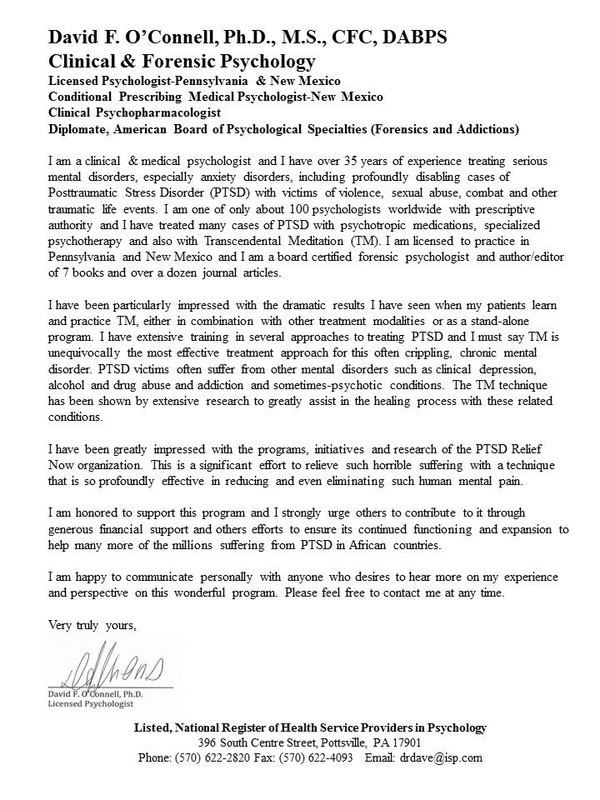 David F. O'Connell, Ph.D., M.S., CFC, DABPS
Clinical & Forensic Psychology
Licensed Psychologist-Pennsylvania & New Mexico
Conditional Prescribing Medical Psychologist-New Mexico
Clinical Psychopharmacologist
Diplomate, American Board of Psychological Specialties (Forensics and Addictions)
I am a clinical & medical psychologist and I have over 35 years of experience treating serious
mental disorders, especially anxiety disorders, including profoundly disabling cases of
Posttraumatic Stress Disorder (PTSD) with victims of violence, sexual abuse, combat and other
traumatic life events. I am one of only about 100 psychologists worldwide with prescriptive
authority and I have treated many cases of PTSD with psychotropic medications, specialized
psychotherapy and also with Transcendental Meditation (TM). I am licensed to practice in
Pennsylvania and New Mexico and I am a board certified forensic psychologist and author/editor
of 7 books and over a dozen journal articles.
I have been particularly impressed with the dramatic results I have seen when my patients learn
and practice TM, either in combination with other treatment modalities or as a stand-alone
program. I have extensive training in several approaches to treating PTSD and I must say TM is
unequivocally the most effective treatment approach for this often crippling, chronic mental
disorder. PTSD victims often suffer from other mental disorders such as clinical depression,
alcohol and drug abuse and addiction and sometimes-psychotic conditions. The TM technique
has been shown by extensive research to greatly assist in the healing process with these related
conditions.
I have been greatly impressed with the programs, initiatives and research of the PTSD Relief
Now organization. This is a significant effort to relieve such horrible suffering with a technique
that is so profoundly effective in reducing and even eliminating such human mental pain.
I am honored to support this program and I strongly urge others to contribute to it through
generous financial support and others efforts to ensure its continued functioning and expansion to
help many more of the millions suffering from PTSD in African countries.
I am happy to communicate personally with anyone who desires to hear more on my experience
and perspective on this wonderful program. Please feel free to contact me at any time.
Very truly yours,
David F. O'Connell, Ph.D.
Licensed Psychologist
Listed, National Register of Health Service Providers in Psychology
396 South Centre Street, Pottsville, PA 17901
Phone: (570) 622-2820 Fax: (570) 622-4093 Email: drdave@isp.com